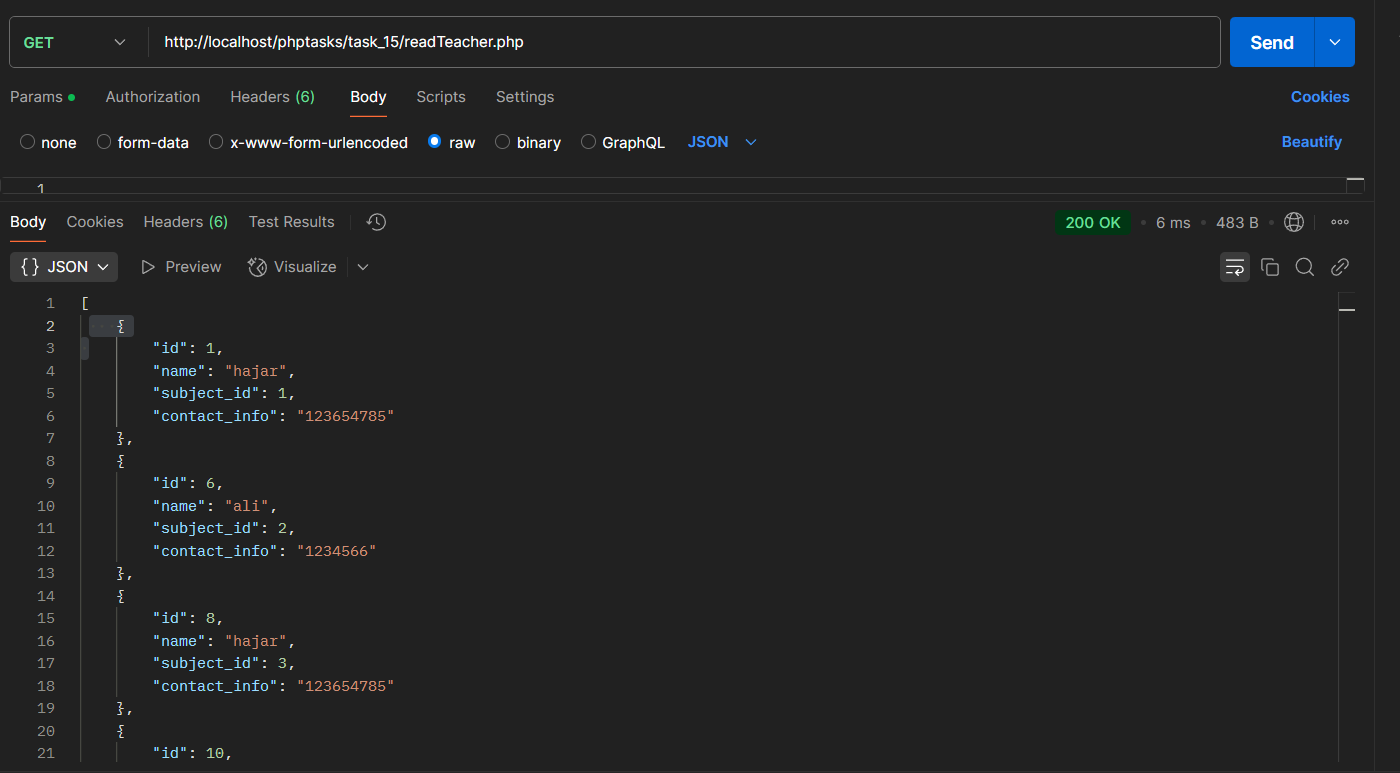 GET http://localhost/phptasks/task_15/readTeacher.php Send
Params Authorization Headers (6) Body Scripts Settings Cookies
none form-data x-www-form-urlencoded raw binary GraphQL JSON Beautify
1
Body Cookies Headers (6) Test Results 200 OK • 6 ms • 483 B •
{} JSON Preview Visualize
1 [
2 {
3 "id": 1,
4 "name": "hajar",
5 "subject_id": 1,
6 "contact_info": "123654785"
7 },
8 {
9 "id": 6,
10 "name": "ali",
11 "subject_id": 2,
12 "contact_info": "1234566"
13 },
14 {
15 "id": 8,
16 "name": "hajar",
17 "subject_id": 3,
18 "contact_info": "123654785"
19 },
20 {
21 "id": 10,